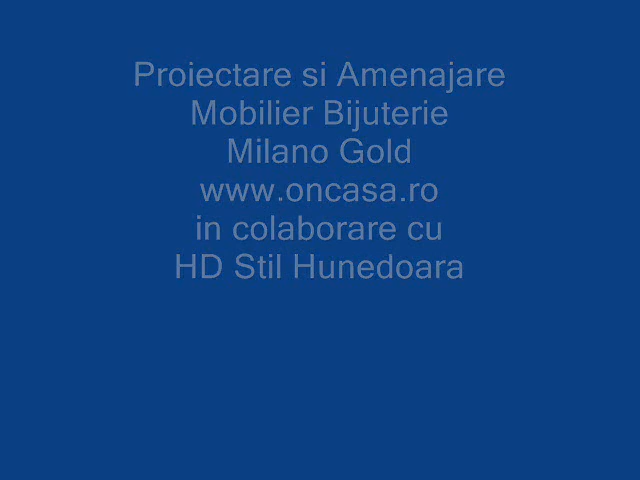 Proiectare si Amenajare
Mobilier Bijuterie
Milano Gold
www.oncasa.ro
in colaborare cu
HD Stil Hunedoara